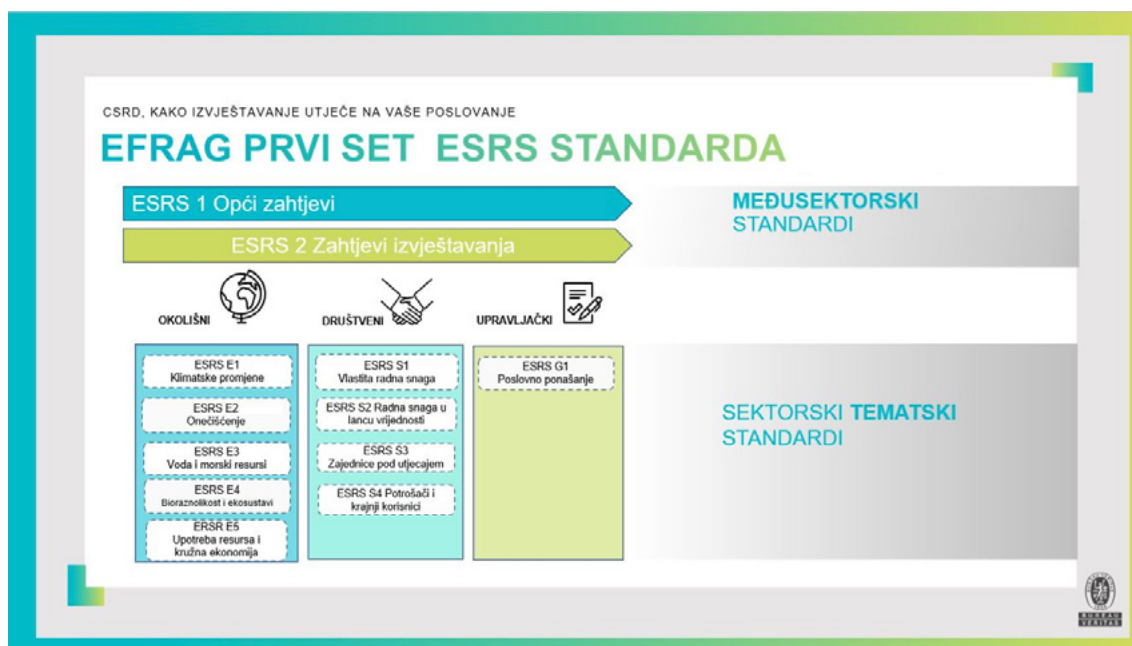 CSRD, KAKO IZVJEŠTAVANJE UTJEČE NA VAŠE POSLOVANJE
EFRAG PRVI SET ESRS STANDARDA
ESRS 1 Opći zahtjevi
ESRS 2 Zahtjevi izvještavanja
MEĐUSEKTORSKI
STANDARDI
OKOLIŠNI
DRUŠTVENI
UPRAVLJAČKI
ESRS E1
Klimatske promjene
ESRS E2
Onečišćenje
ESRS E3
Voda i morski resursi
ESRS E4
Bioraznolikost i ekosustavi
ERSR E5
Upotreba resursa i
kružna ekonomija
ESRS S1
Vlastita radna snaga
ESRS S2 Radna snaga u
lancu vrijednosti
ESRS S3
Zajednice pod utjecajem
ESRS S4 Potrošači i
krajnji korisnici
ESRS G1
Poslovno ponašanje
SEKTORSKI TEMATSKI
STANDARDI
BUREAU
VERITAS